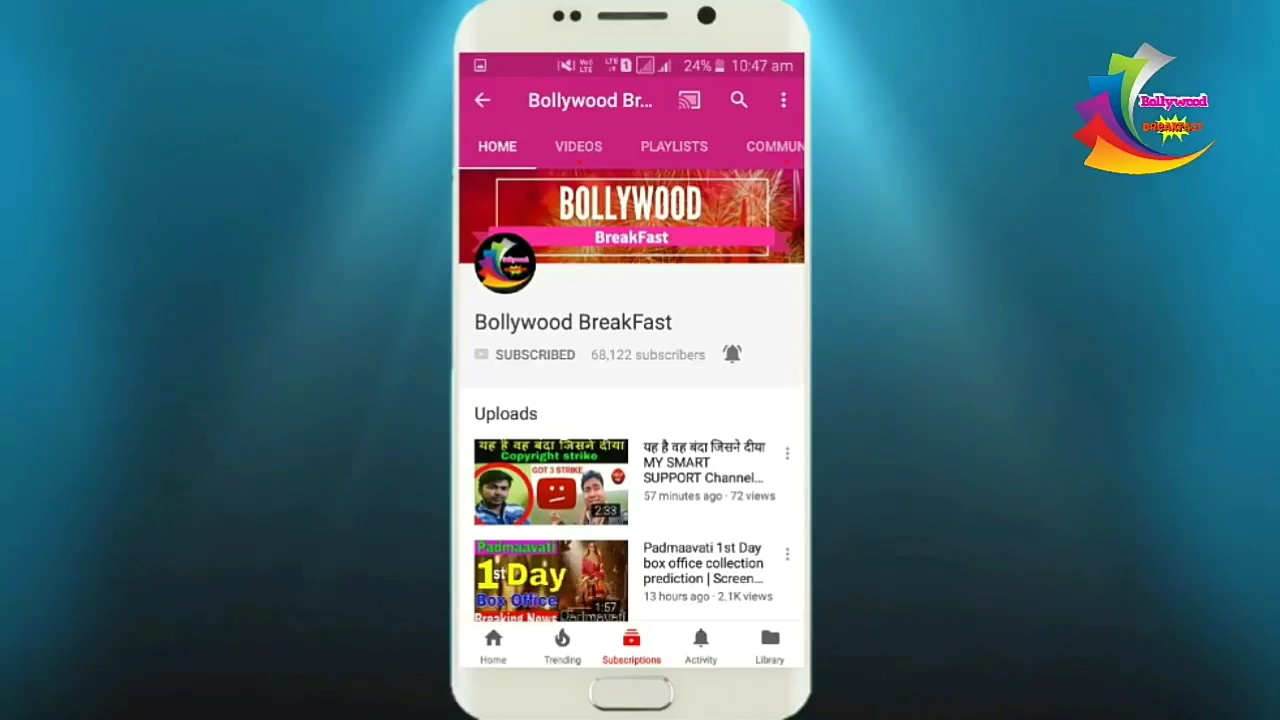 24% 10:47 am
Bollywood Br...
HOME VIDEOS PLAYLISTS COMMUN
BOLLYWOOD
BreakFast
Bollywood
BREAKFAST
Bollywood BreakFast
SUBSCRIBED 68,122 subscribers
Uploads
यह है वह बंदा जिसने दीया
Copyright strike
GOT 3 STRIKE
2:33
यह है वह बंदा जिसने दीया
MY SMART
SUPPORT Channel...
57 minutes ago · 72 views
Padmaavati
1st Day
Box Office
Breaking News
Padmavati
1:57
Padmaavati 1st Day
box office collection
prediction | Screen...
13 hours ago · 2.1K views
Home Trending Subscriptions Activity Library